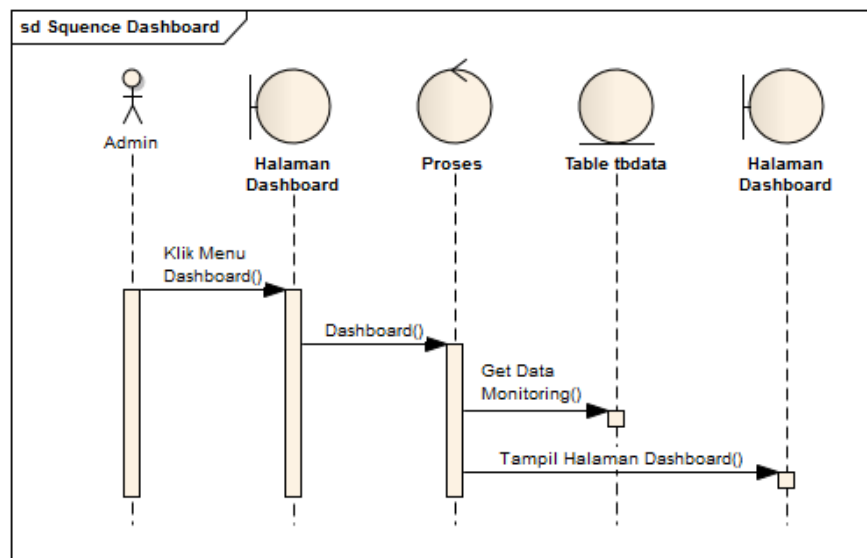 sd Squence Dashboard
Admin
Halaman
Dashboard
Proses
Table tbdata
Halaman
Dashboard
Klik Menu
Dashboard()
Dashboard()
Get Data
Monitoring()
Tampil Halaman Dashboard()